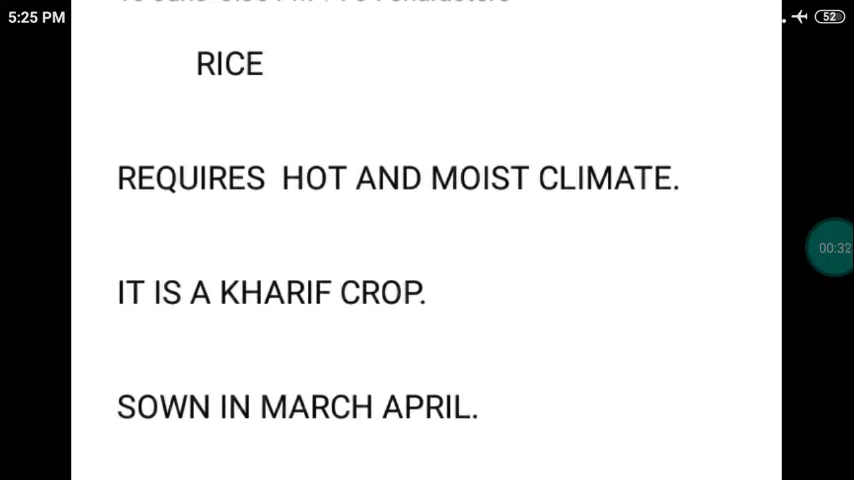 5:25 PM
52
RICE
REQUIRES HOT AND MOIST CLIMATE.
00:32
IT IS A KHARIF CROP.
SOWN IN MARCH APRIL.